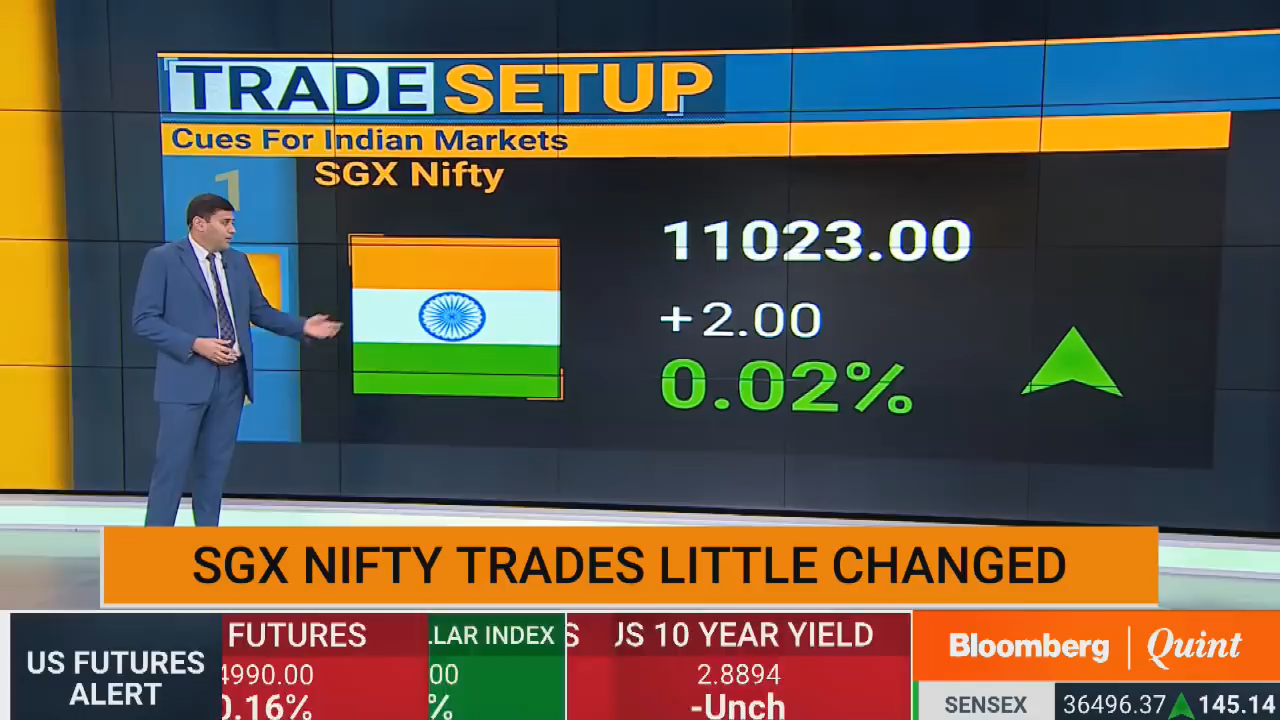 TRADE SETUP
Cues For Indian Markets
SGX Nifty
1
11023.00
+2.00
0.02%
SGX NIFTY TRADES LITTLE CHANGED
US FUTURES
ALERT
FUTURES
4990.00
0.16%
LLAR INDEX
00
%
S
US 10 YEAR YIELD
2.8894
-Unch
Bloomberg | Quint
SENSEX 36496.37 145.14